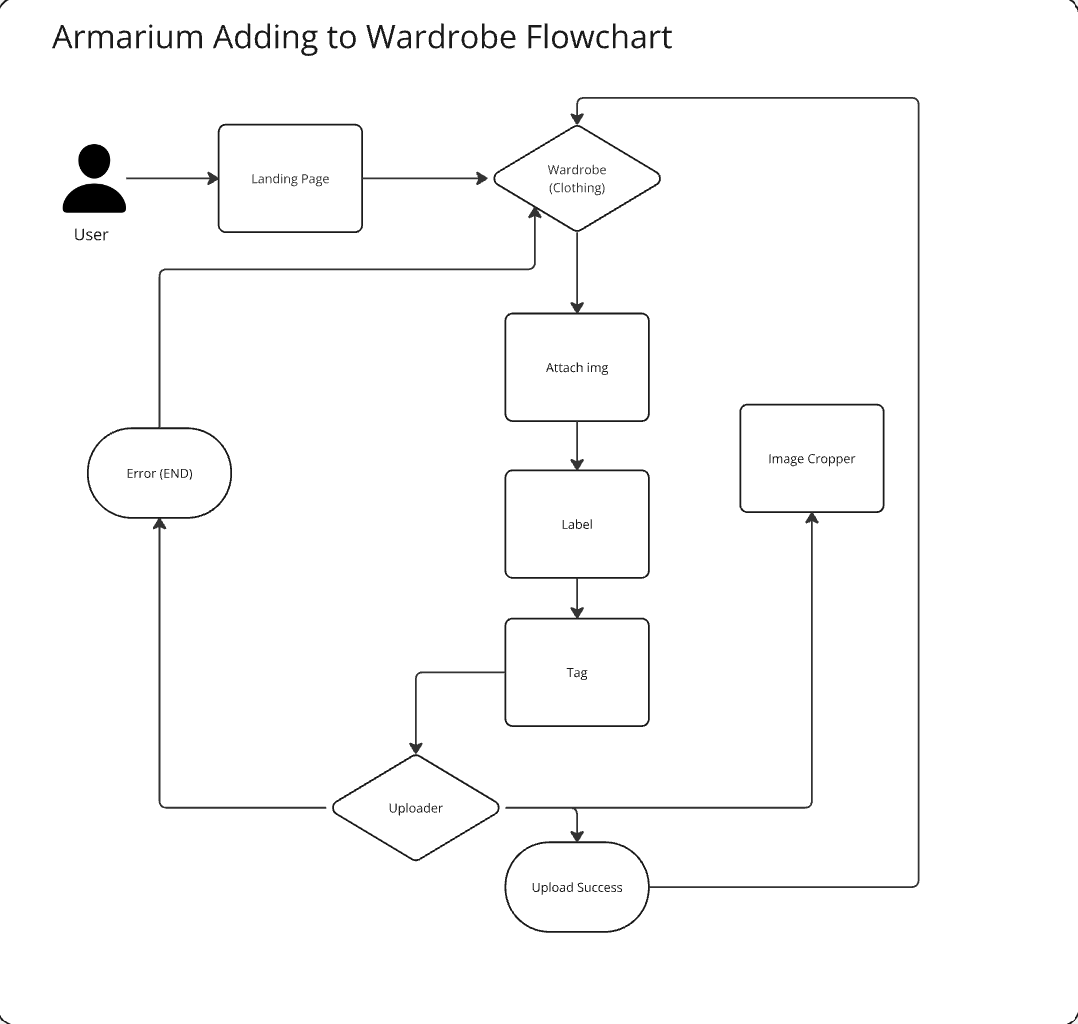 Armarium Adding to Wardrobe Flowchart
User
Landing Page
Wardrobe
(Clothing)
Attach img
Label
Tag
Image Cropper
Error (END)
Uploader
Upload Success